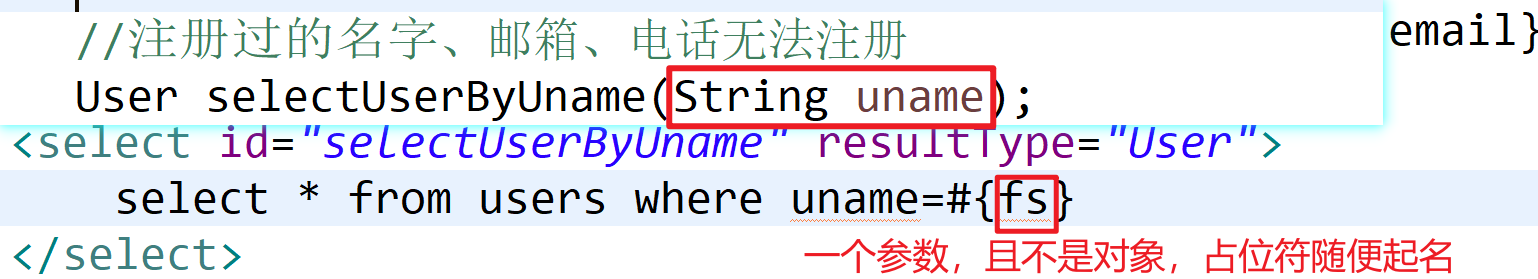 //注册过的名字、邮箱、电话无法注册
email}
User selectUserByUname(String uname);
<select id="selectUserByUname" resultType="User">
select * from users where uname=#{fs}
</select>
一个参数，且不是对象，占位符随便起名